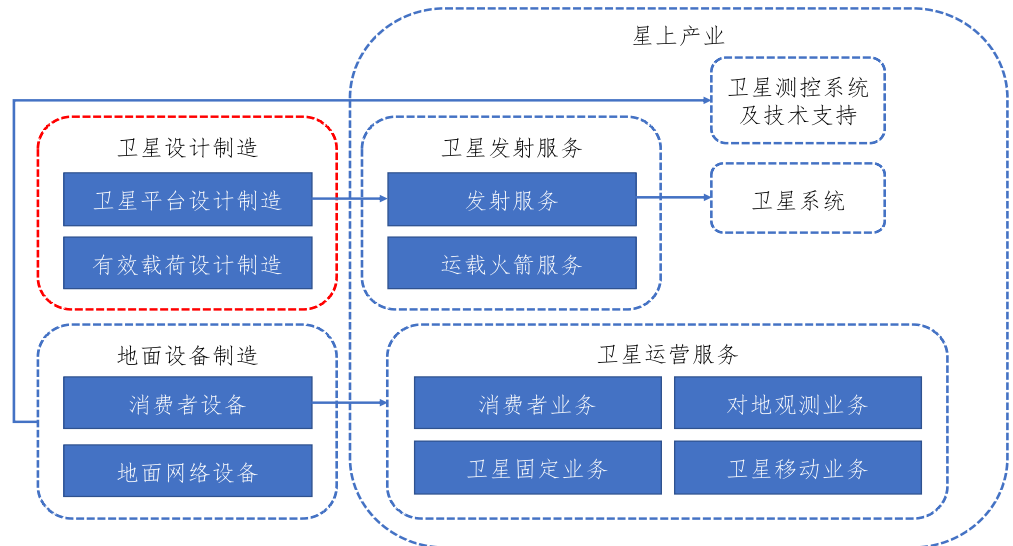 星上产业
卫星测控系统
及技术支持
卫星设计制造
卫星发射服务
卫星平台设计制造
发射服务
卫星系统
有效载荷设计制造
运载火箭服务
地面设备制造
卫星运营服务
消费者设备
消费者业务
对地观测业务
地面网络设备
卫星固定业务
卫星移动业务